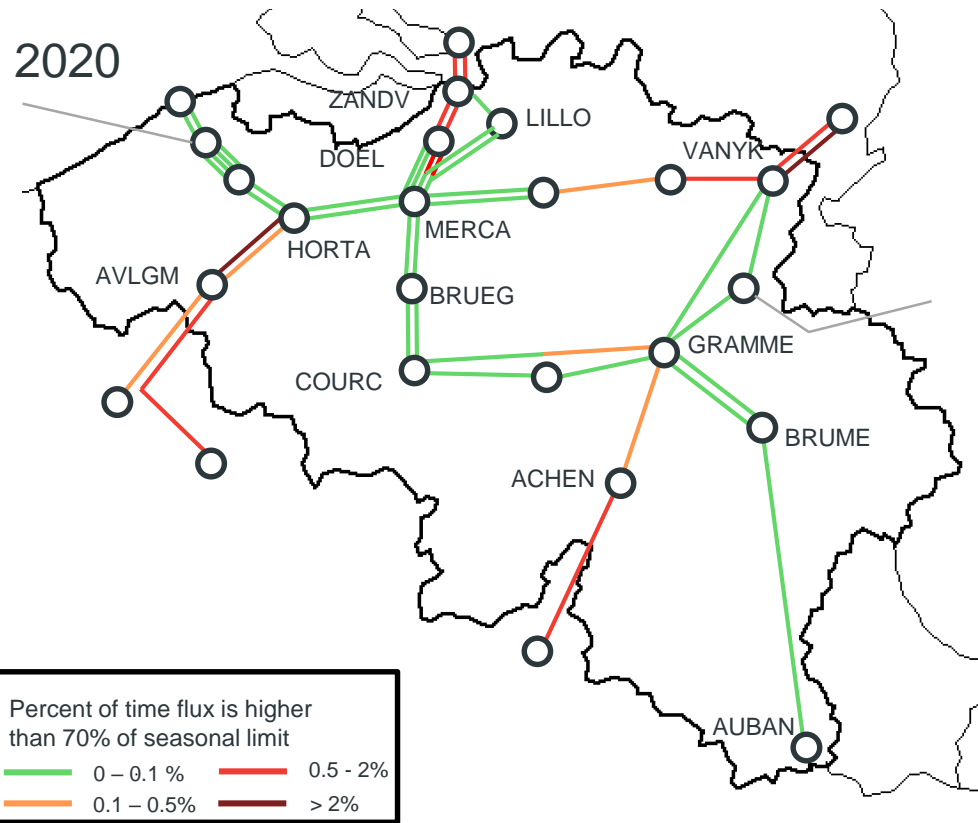 2020
ZANDV
LILLO
DOEL
VANYK
MERCA
HORTA
AVLGM
BRUEG
GRAMME
COURC
BRUME
ACHEN
AUBAN
Percent of time flux is higher
than 70% of seasonal limit
0 – 0.1 % 0.5 - 2%
0.1 – 0.5% > 2%